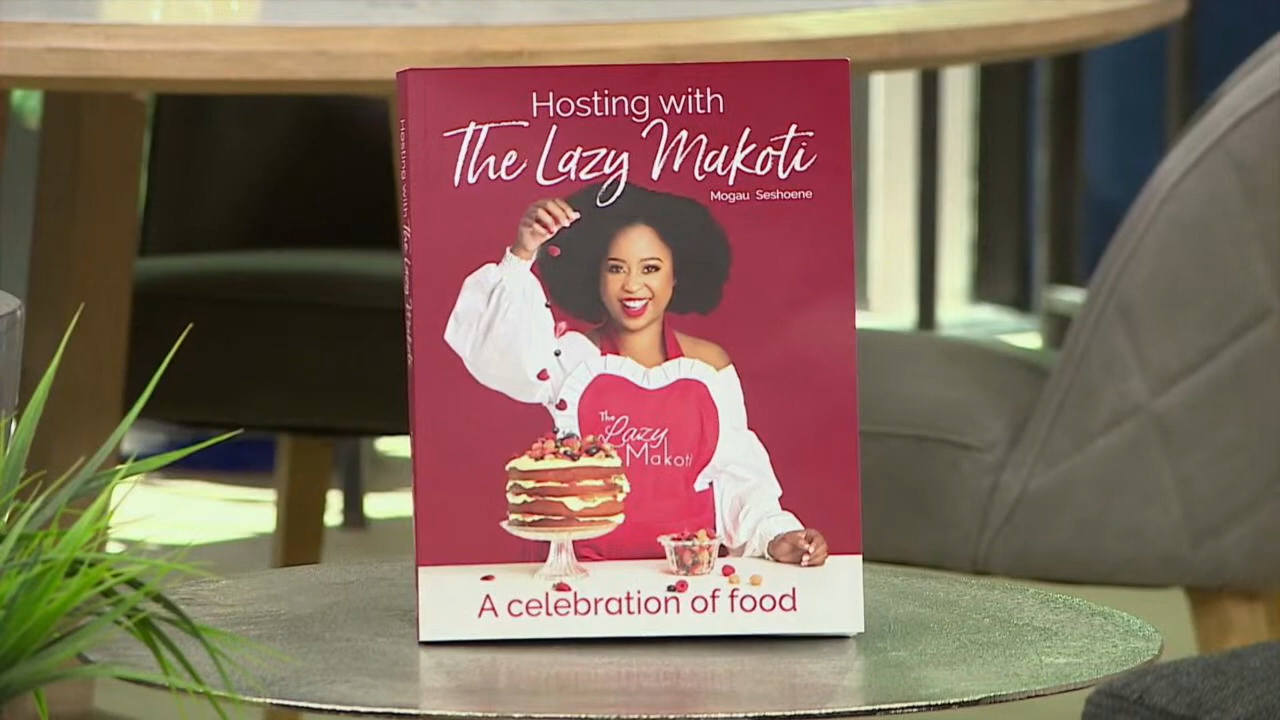 Hosting with
The Lazy Makoti
Mogau Seshoene
The
Lazy
Makoti
A celebration of food
Hosting with The Lazy Makoti